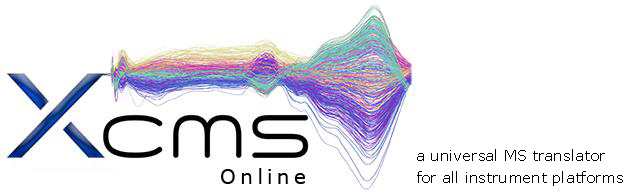 Xcms
Online
a universal MS translator
for all instrument platforms